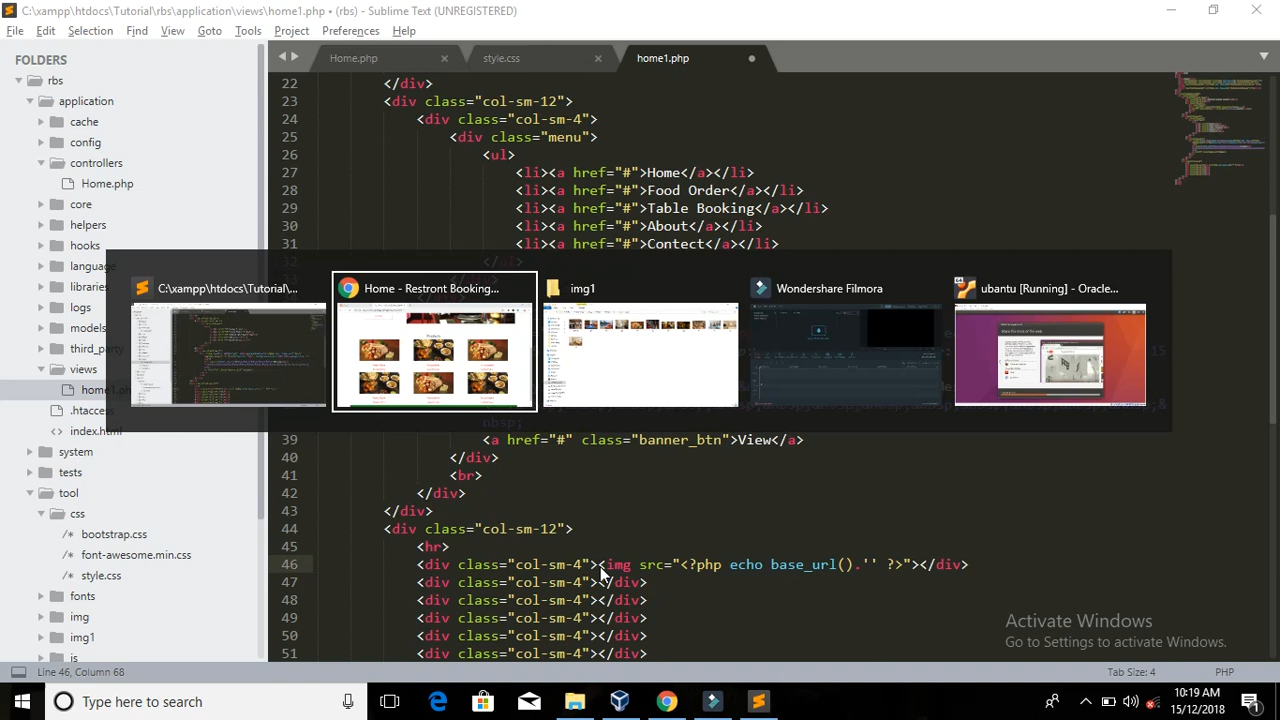 C:\xampp\htdocs\Tutorial\rbs\application\views\home1.php • (rbs) - Sublime Text (UNREGISTERED)
File Edit Selection Find View Goto Tools Project Preferences Help
FOLDERS
rbs
application
cache
config
controllers
Home.php
core
helpers
hooks
language
libraries
logs
models
third_party
views
.htaccess
index.html
system
tests
tool
css
/* bootstrap.css
/* font-awesome.min.css
/* style.css
fonts
img
img1
js
Home.php style.css home1.php
22 </div>
23 <div class="col-sm-12">
24 <div class="col-sm-4">
25 <div class="menu">
26 <ul>
27 <li><a href="#">Home</a></li>
28 <li><a href="#">Food Order</a></li>
29 <li><a href="#">Table Booking</a></li>
30 <li><a href="#">About</a></li>
31 <li><a href="#">Contect</a></li>
C:\xampp\htdocs\Tutorial\...
Home - Restront Booking...
img1
Wondershare Filmora
ubantu [Running] - Oracle...
nbsp;
39 <a href="#" class="banner_btn">View</a>
40 </div>
41 <br>
42 </div>
43 </div>
44 <div class="col-sm-12">
45 <hr>
46 <div class="col-sm-4"><img src="<?php echo base_url().'' ?>"></div>
47 <div class="col-sm-4"></div>
48 <div class="col-sm-4"></div>
49 <div class="col-sm-4"></div>
50 <div class="col-sm-4"></div>
51 <div class="col-sm-4"></div>
Activate Windows
Go to Settings to activate Windows.
Line 46, Column 68 Tab Size: 4 PHP
Type here to search
10:19 AM
15/12/2018
1